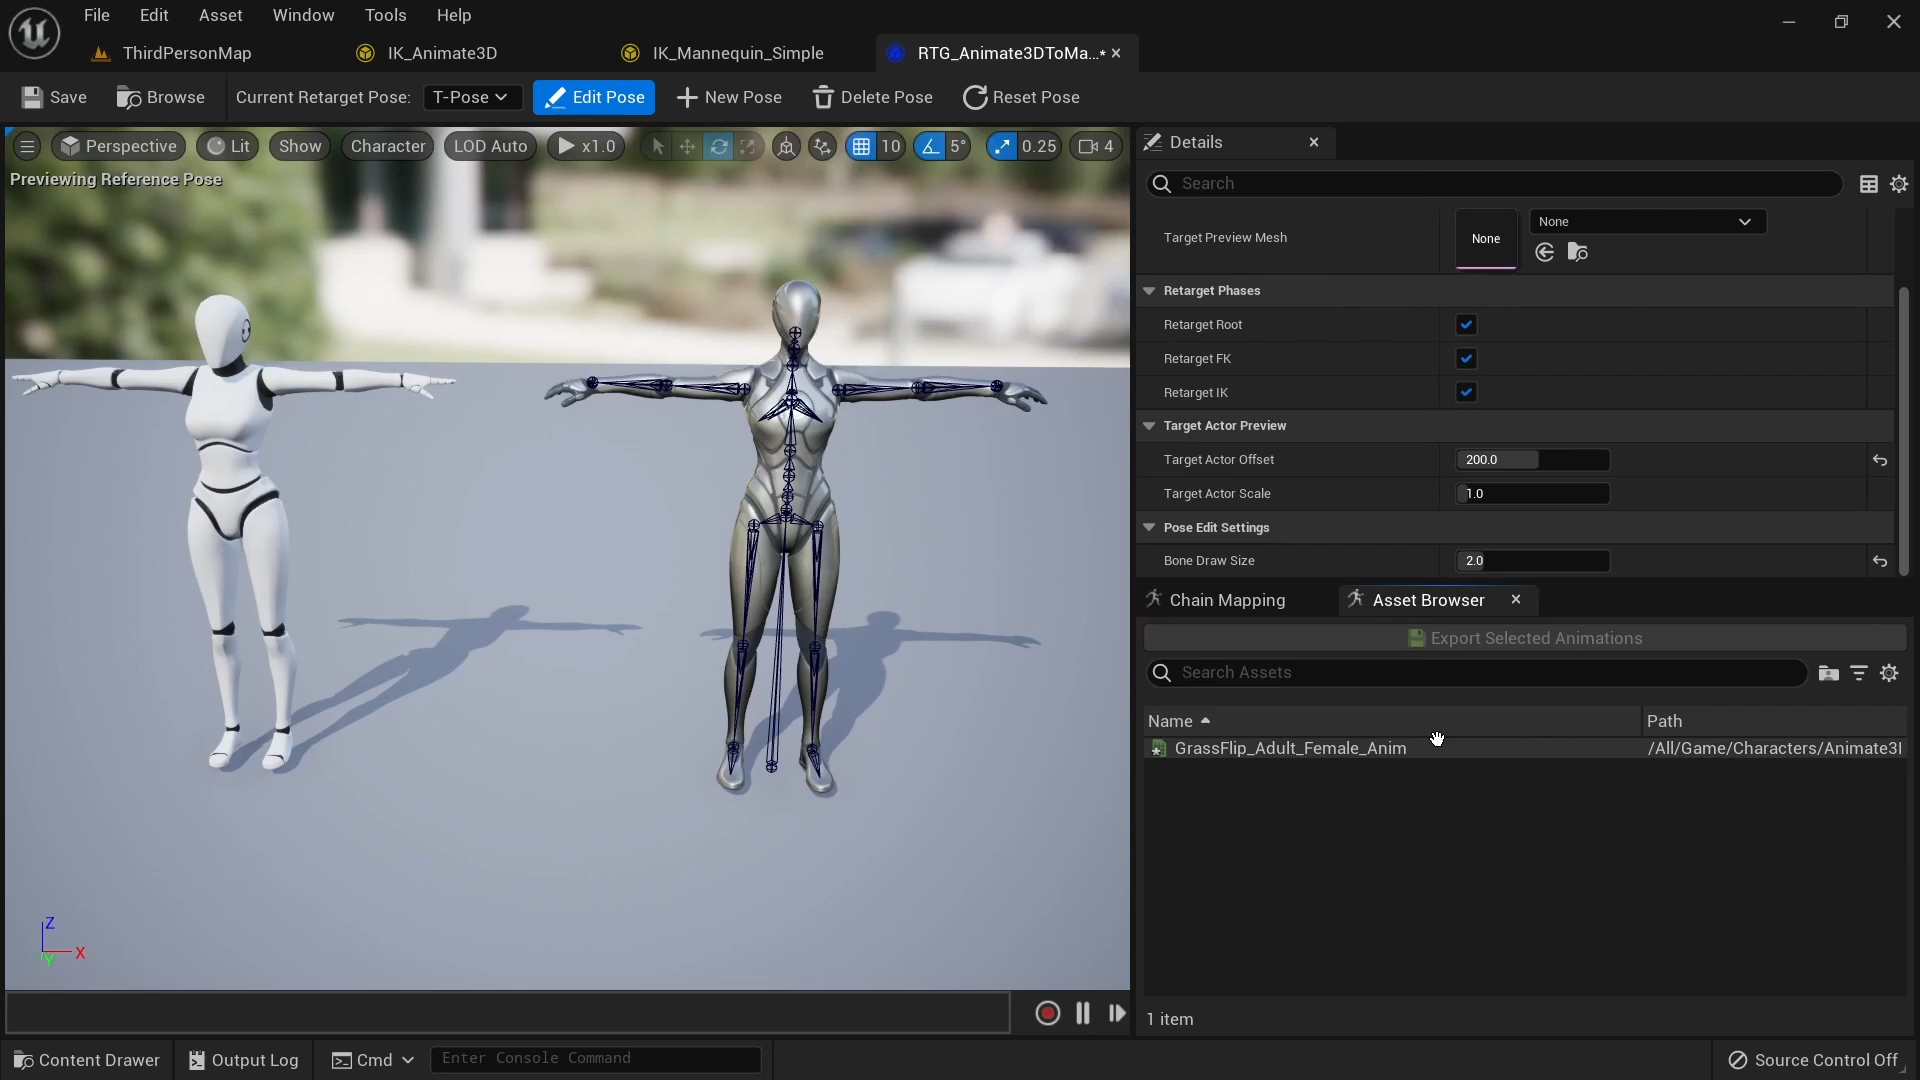 File Edit Asset Window Tools Help
ThirdPersonMap IK_Animate3D IK_Mannequin_Simple RTG_Animate3DToMa...*
Save Browse Current Retarget Pose: T-Pose Edit Pose New Pose Delete Pose Reset Pose
Perspective Lit Show Character LOD Auto x1.0 10 5° 0.25 4
Previewing Reference Pose
Z
X
Y
Details
Search
Target Preview Mesh None None
Retarget Phases
Retarget Root
Retarget FK
Retarget IK
Target Actor Preview
Target Actor Offset 200.0
Target Actor Scale 1.0
Pose Edit Settings
Bone Draw Size 2.0
Chain Mapping Asset Browser
Export Selected Animations
Search Assets
Name Path
GrassFlip_Adult_Female_Anim /All/Game/Characters/Animate3I
1 item
Content Drawer Output Log Cmd Enter Console Command Source Control Off